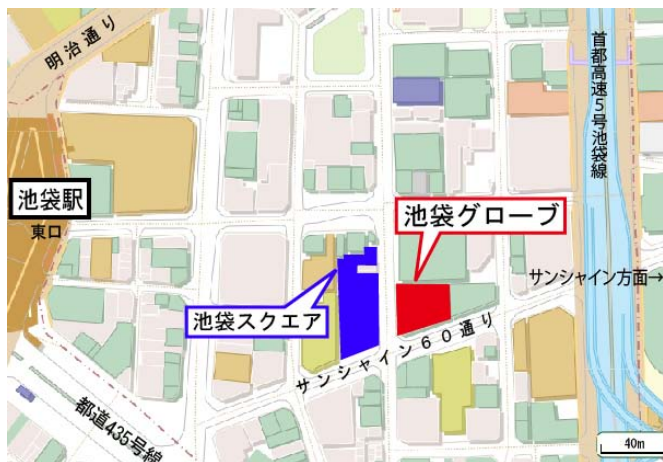 明治通り
首都高速5号池袋線
池袋駅
東口
池袋グローブ
サンシャイン方面→
池袋スクエア
サンシャイン60通り
都道435号線
40m